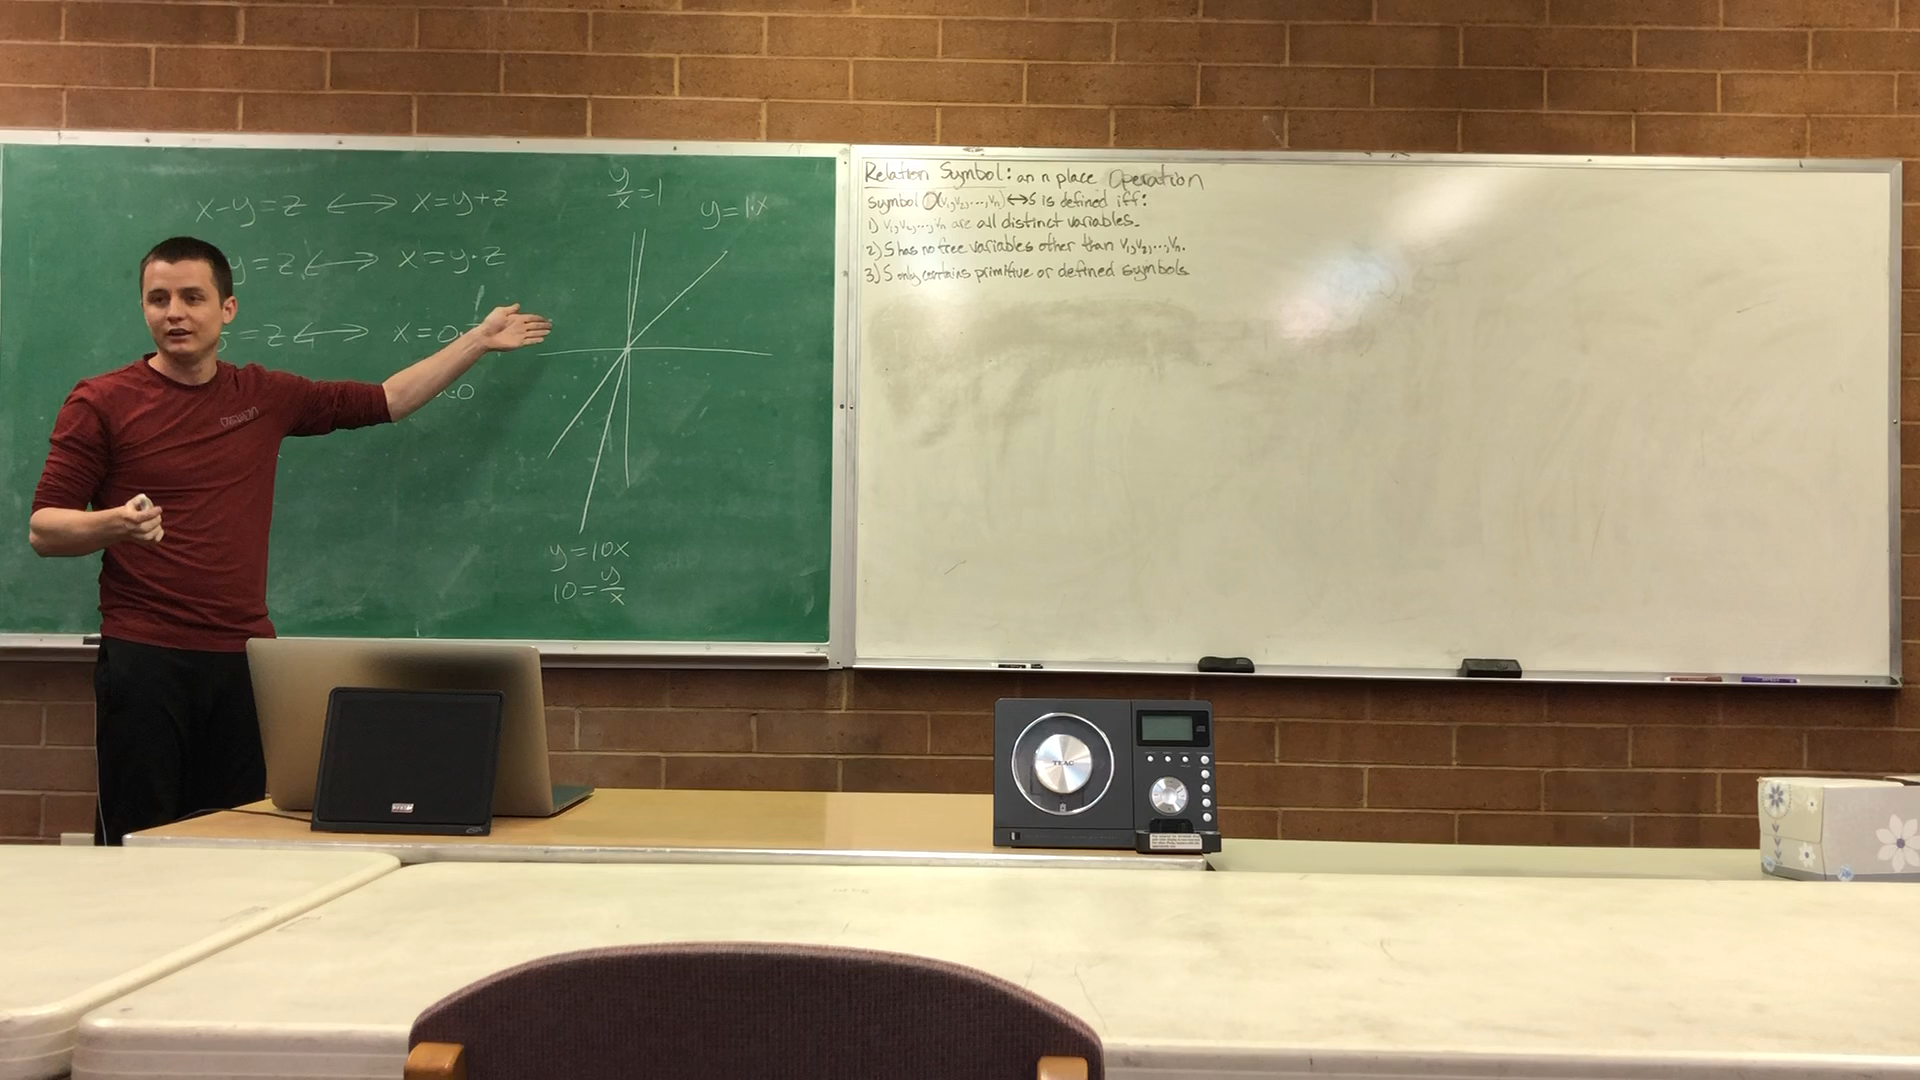 x-y=z ↔ x=y+z
y=z ↔ x=y·z
=z ↔ x=0·
·0
y/x=1
y=1·x
y=10x
10=y/x
Relation Symbol: an n place Operation
symbol O(v₁,v₂,...,vₙ)↔S is defined iff:
1) v₁,v₂,...,vₙ are all distinct variables.
2) S has no free variables other than v₁,v₂,...,vₙ.
3) S only contains primitive or defined symbols
TEAC